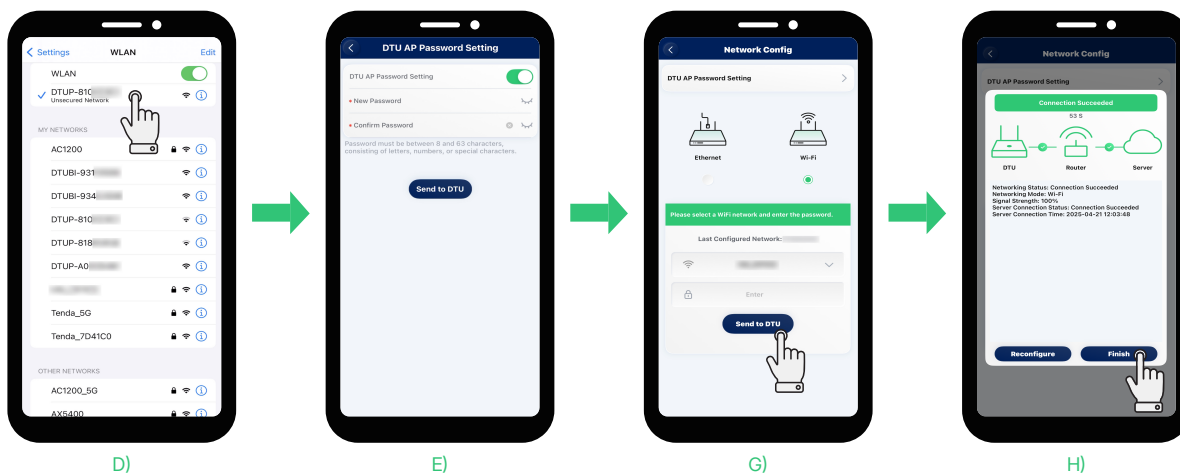 Settings WLAN Edit
WLAN
DTUP-810
Unsecured Network
MY NETWORKS
AC1200
DTUBI-931
DTUBI-934
DTUP-810
DTUP-818
DTUP-A0
Tenda_5G
Tenda_7D41C0
OTHER NETWORKS
AC1200_5G
AX5400
D)
DTU AP Password Setting
DTU AP Password Setting
• New Password
• Confirm Password
Password must be between 8 and 63 characters,
consisting of letters, numbers, or special characters.
Send to DTU
E)
Network Config
DTU AP Password Setting
Ethernet Wi-Fi
Please select a WiFi network and enter the password.
Last Configured Network:
Enter
Send to DTU
G)
Network Config
DTU AP Password Setting
Connection Succeeded
53 S
DTU Router Server
Networking Status: Connection Succeeded
Networking Mode: Wi-Fi
Signal Strength: 100%
Server Connection Status: Connection Succeeded
Server Connection Time: 2025-04-21 12:03:48
Reconfigure Finish
H)